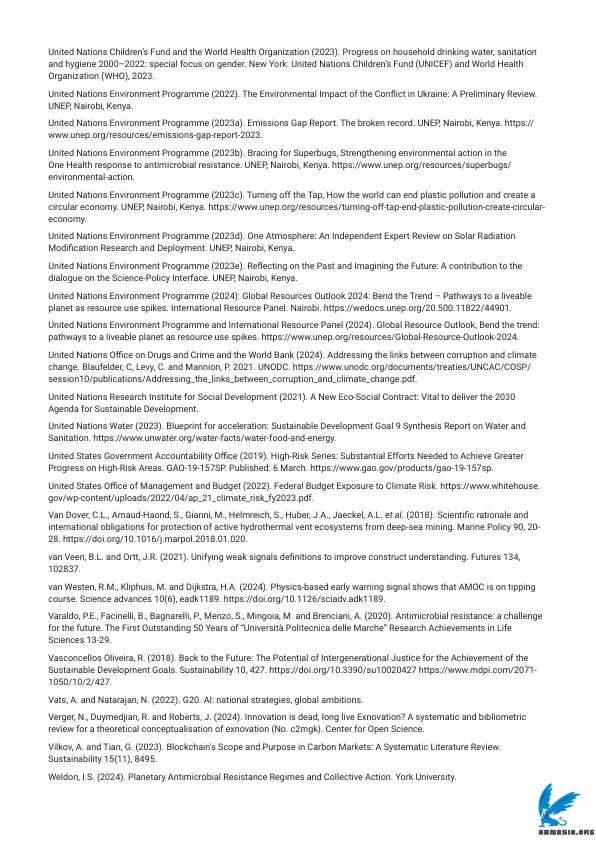 United Nations Children's Fund and the World Health Organization (2023). Progress on household drinking water, sanitation
and hygiene 2000–2022: special focus on gender. New York: United Nations Children's Fund (UNICEF) and World Health
Organization (WHO), 2023.
United Nations Environment Programme (2022). The Environmental Impact of the Conflict in Ukraine: A Preliminary Review.
UNEP, Nairobi, Kenya.
United Nations Environment Programme (2023a). Emissions Gap Report. The broken record. UNEP, Nairobi, Kenya. https://
www.unep.org/resources/emissions-gap-report-2023.
United Nations Environment Programme (2023b). Bracing for Superbugs, Strengthening environmental action in the
One Health response to antimicrobial resistance. UNEP, Nairobi, Kenya. https://www.unep.org/resources/superbugs/
environmental-action.
United Nations Environment Programme (2023c). Turning off the Tap, How the world can end plastic pollution and create a
circular economy. UNEP, Nairobi, Kenya. https://www.unep.org/resources/turning-off-tap-end-plastic-pollution-create-circular-
economy.
United Nations Environment Programme (2023d). One Atmosphere: An Independent Expert Review on Solar Radiation
Modification Research and Deployment. UNEP, Nairobi, Kenya.
United Nations Environment Programme (2023e). Reflecting on the Past and Imagining the Future: A contribution to the
dialogue on the Science-Policy Interface. UNEP, Nairobi, Kenya.
United Nations Environment Programme (2024): Global Resources Outlook 2024: Bend the Trend – Pathways to a liveable
planet as resource use spikes. International Resource Panel. Nairobi. https://wedocs.unep.org/20.500.11822/44901.
United Nations Environment Programme and International Resource Panel (2024). Global Resource Outlook, Bend the trend:
pathways to a liveable planet as resource use spikes. https://www.unep.org/resources/Global-Resource-Outlook-2024.
United Nations Office on Drugs and Crime and the World Bank (2024). Addressing the links between corruption and climate
change. Blaufelder, C, Levy, C. and Mannion, P. 2021. UNODC. https://www.unodc.org/documents/treaties/UNCAC/COSP/
session10/publications/Addressing_the_links_between_corruption_and_climate_change.pdf.
United Nations Research Institute for Social Development (2021). A New Eco-Social Contract: Vital to deliver the 2030
Agenda for Sustainable Development.
United Nations Water (2023). Blueprint for acceleration: Sustainable Development Goal 9 Synthesis Report on Water and
Sanitation. https://www.unwater.org/water-facts/water-food-and-energy.
United States Government Accountability Office (2019). High-Risk Series: Substantial Efforts Needed to Achieve Greater
Progress on High-Risk Areas. GAO-19-157SP. Published: 6 March. https://www.gao.gov/products/gao-19-157sp.
United States Office of Management and Budget (2022). Federal Budget Exposure to Climate Risk. https://www.whitehouse.
gov/wp-content/uploads/2022/04/ap_21_climate_risk_fy2023.pdf.
Van Dover, C.L., Arnaud-Haond, S., Gianni, M., Helmreich, S., Huber, J.A., Jaeckel, A.L. et al. (2018). Scientific rationale and
international obligations for protection of active hydrothermal vent ecosystems from deep-sea mining. Marine Policy 90, 20-
28. https://doi.org/10.1016/j.marpol.2018.01.020.
van Veen, B.L. and Ortt, J.R. (2021). Unifying weak signals definitions to improve construct understanding. Futures 134,
102837.
van Westen, R.M., Kliphuis, M. and Dijkstra, H.A. (2024). Physics-based early warning signal shows that AMOC is on tipping
course. Science advances 10(6), eadk1189. https://doi.org/10.1126/sciadv.adk1189.
Varaldo, P.E., Facinelli, B., Bagnarelli, P., Menzo, S., Mingoia, M. and Brenciani, A. (2020). Antimicrobial resistance: a challenge
for the future. The First Outstanding 50 Years of "Università Politecnica delle Marche" Research Achievements in Life
Sciences 13-29.
Vasconcellos Oliveira, R. (2018). Back to the Future: The Potential of Intergenerational Justice for the Achievement of the
Sustainable Development Goals. Sustainability 10, 427. https://doi.org/10.3390/su10020427 https://www.mdpi.com/2071-
1050/10/2/427.
Vats, A. and Natarajan, N. (2022). G20. AI: national strategies, global ambitions.
Verger, N., Duymedjian, R. and Roberts, J. (2024). Innovation is dead, long live Exnovation? A systematic and bibliometric
review for a theoretical conceptualisation of exnovation (No. c2mgk). Center for Open Science.
Vilkov, A. and Tian, G. (2023). Blockchain's Scope and Purpose in Carbon Markets: A Systematic Literature Review.
Sustainability 15(11), 8495.
Weldon, I.S. (2024). Planetary Antimicrobial Resistance Regimes and Collective Action. York University.
ABNASIA.ORG